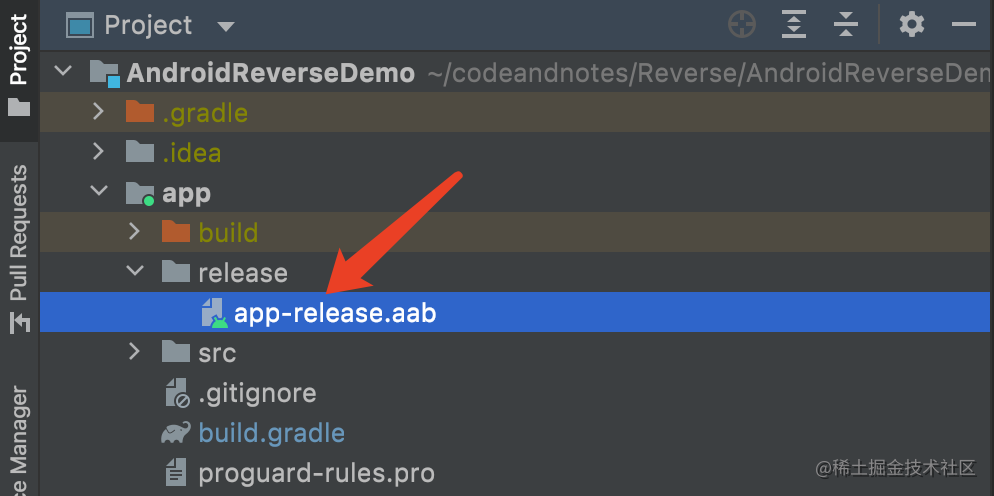 Project
Project
AndroidReverseDemo ~/codeandnotes/Reverse/AndroidReverseDem
.gradle
.idea
app
build
release
app-release.aab
src
.gitignore
build.gradle
proguard-rules.pro
Pull Requests
ce Manager
@稀土掘金技术社区